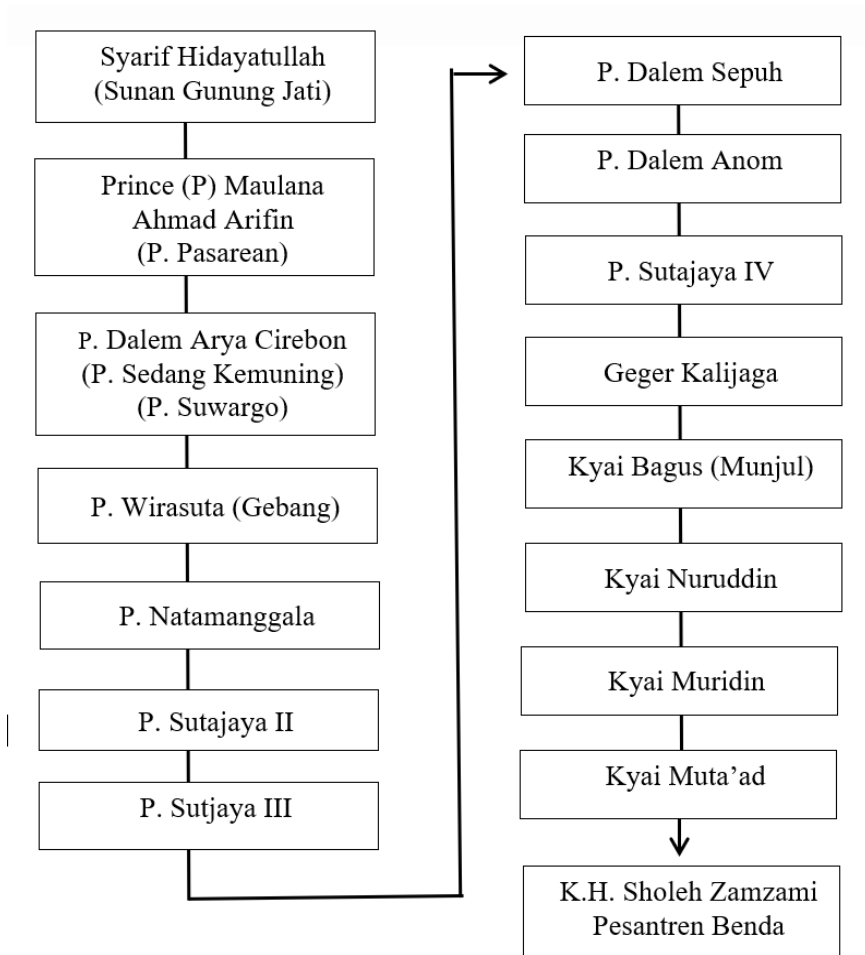 Syarif Hidayatullah
(Sunan Gunung Jati)
Prince (P) Maulana
Ahmad Arifin
(P. Pasarean)
P. Dalem Arya Cirebon
(P. Sedang Kemuning)
(P. Suwargo)
P. Wirasuta (Gebang)
P. Natamanggala
P. Sutajaya II
P. Sutjaya III
P. Dalem Sepuh
P. Dalem Anom
P. Sutajaya IV
Geger Kalijaga
Kyai Bagus (Munjul)
Kyai Nuruddin
Kyai Muridin
Kyai Muta’ad
K.H. Sholeh Zamzami
Pesantren Benda